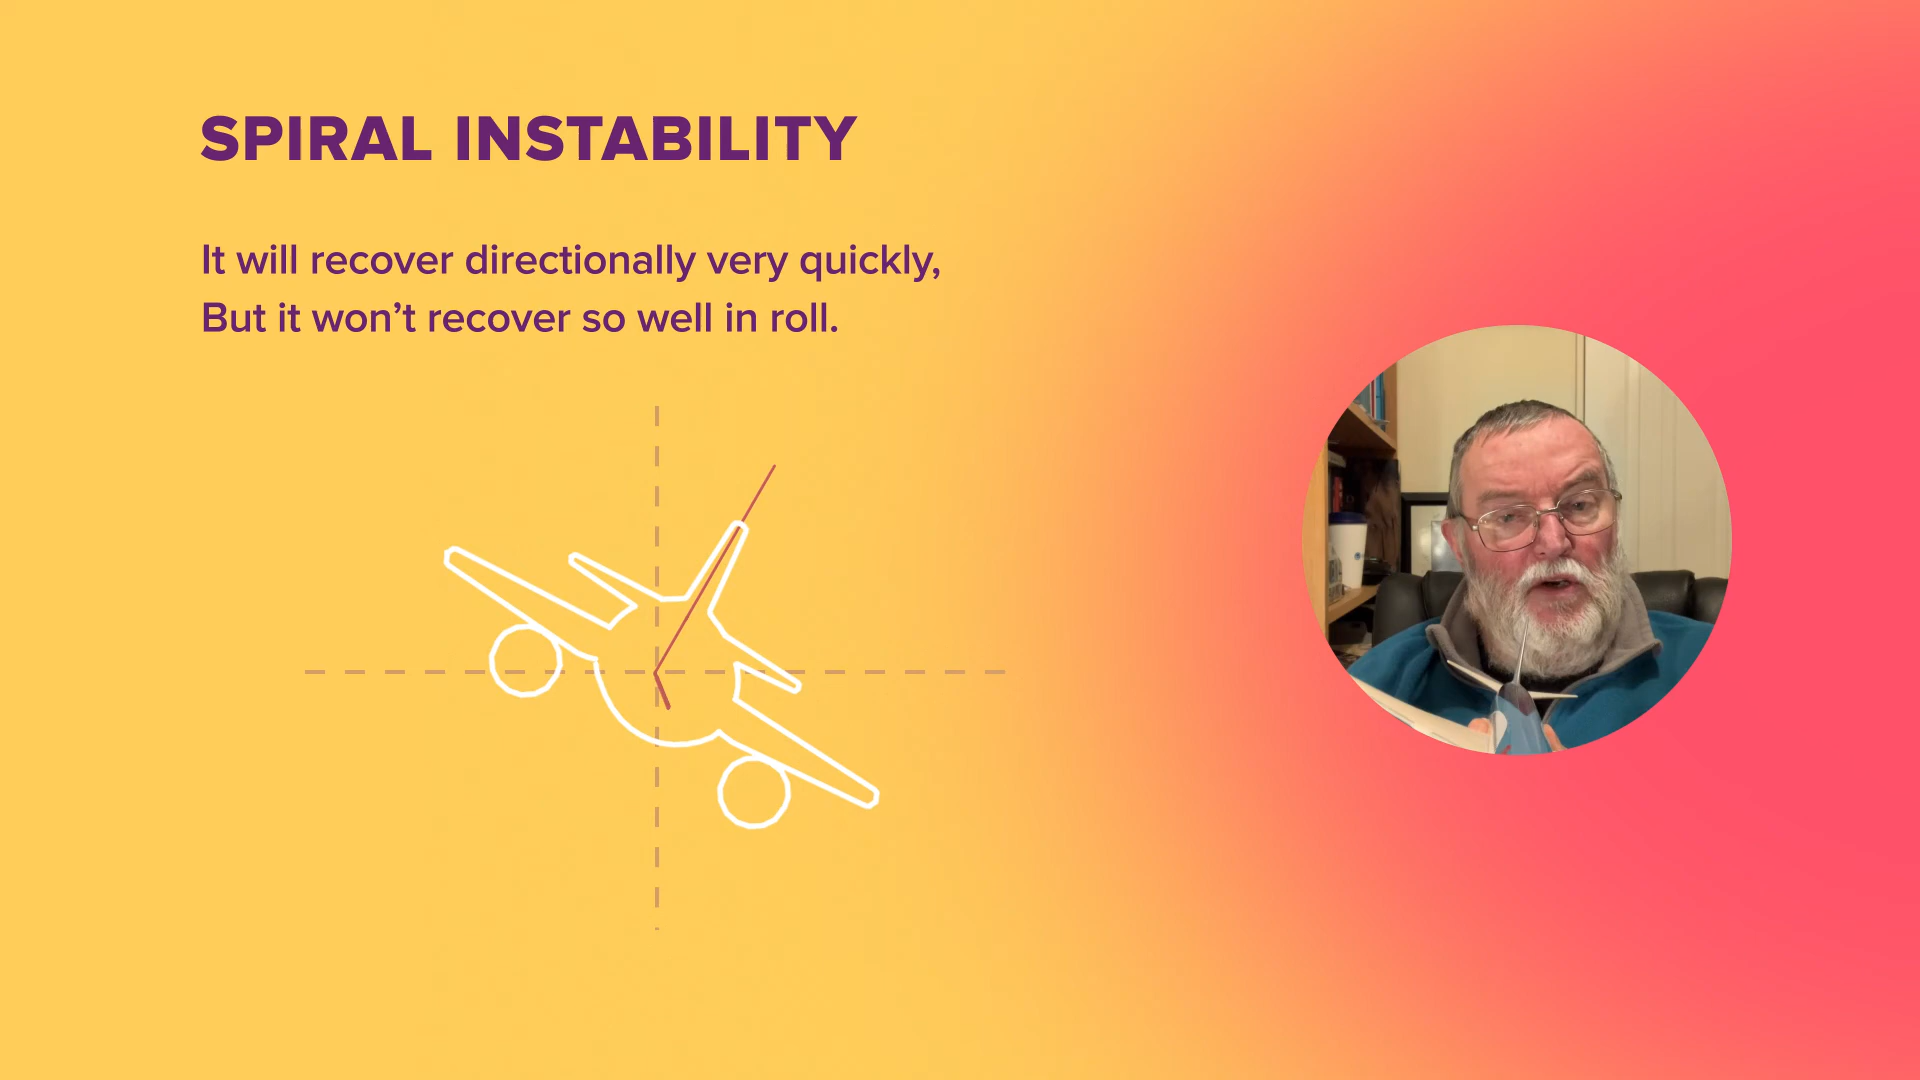 SPIRAL INSTABILITY
It will recover directionally very quickly,
But it won’t recover so well in roll.